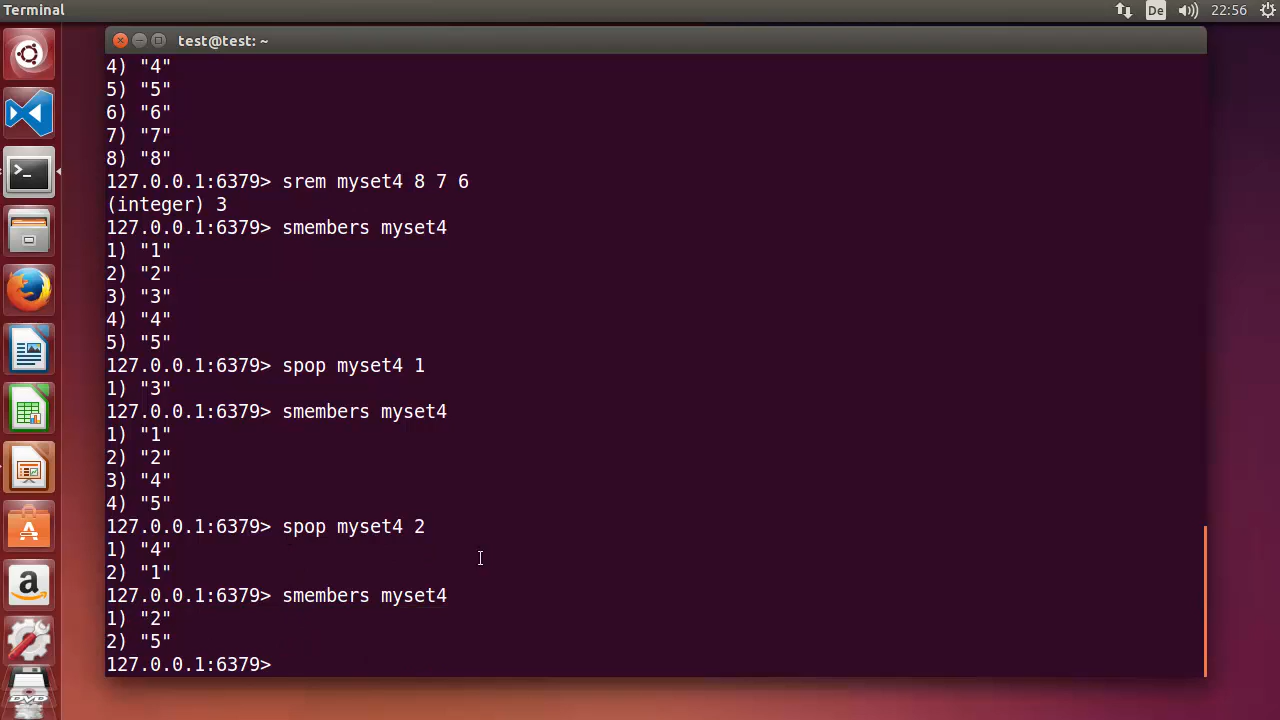 Terminal
De
22:56
test@test: ~
4) "4"
5) "5"
6) "6"
7) "7"
8) "8"
127.0.0.1:6379> srem myset4 8 7 6
(integer) 3
127.0.0.1:6379> smembers myset4
1) "1"
2) "2"
3) "3"
4) "4"
5) "5"
127.0.0.1:6379> spop myset4 1
1) "3"
127.0.0.1:6379> smembers myset4
1) "1"
2) "2"
3) "4"
4) "5"
127.0.0.1:6379> spop myset4 2
1) "4"
2) "1"
127.0.0.1:6379> smembers myset4
1) "2"
2) "5"
127.0.0.1:6379>
DVD